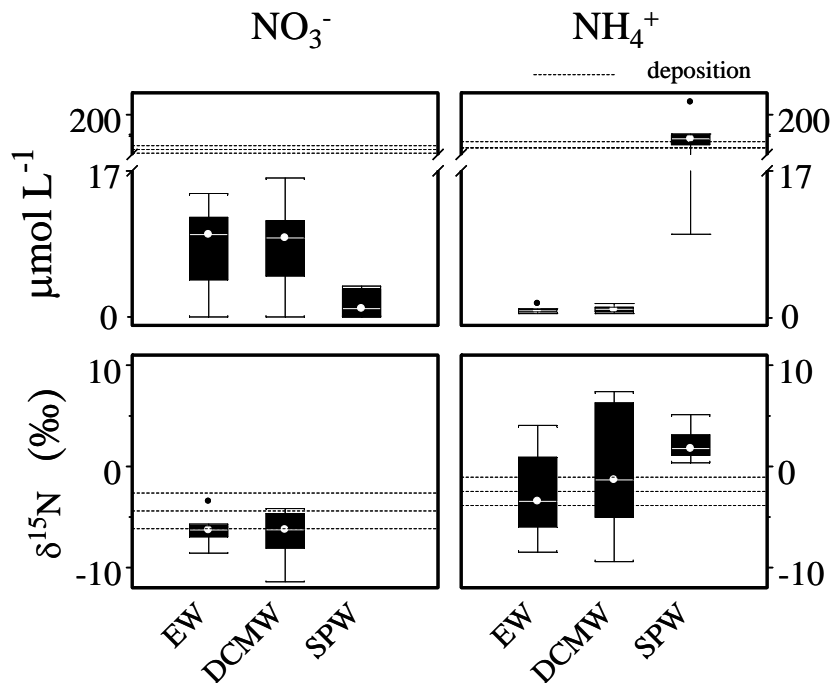 NO₃⁻ NH₄⁺
deposition
200 200
17 17
μmol L⁻¹
0 0
10 10
δ¹⁵N (‰)
0 0
-10 -10
EW DCMW SPW EW DCMW SPW